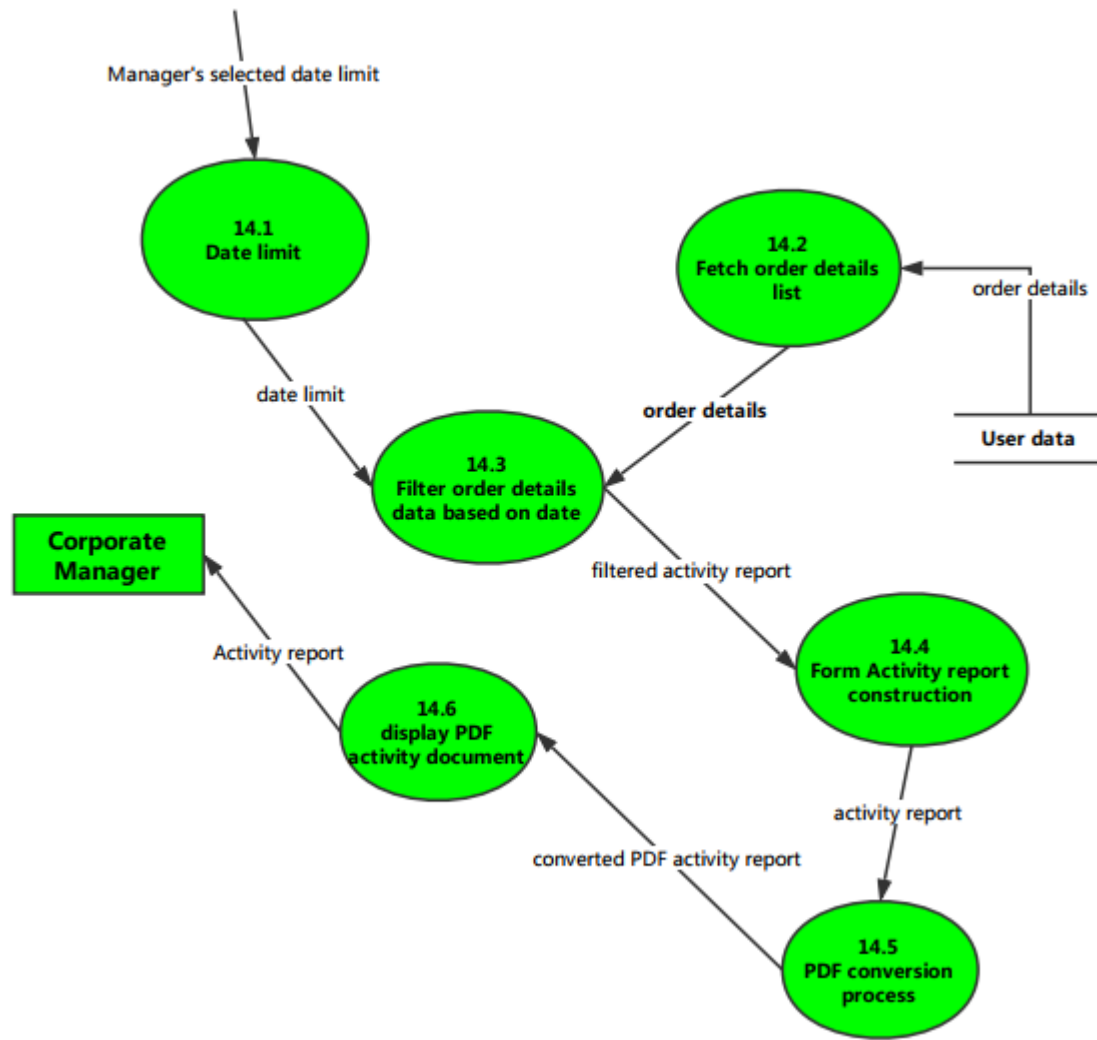 Manager's selected date limit
14.1
Date limit
14.2
Fetch order details
list
order details
date limit
order details
User data
14.3
Filter order details
data based on date
Corporate
Manager
filtered activity report
14.4
Form Activity report
construction
Activity report
14.6
display PDF
activity document
activity report
converted PDF activity report
14.5
PDF conversion
process